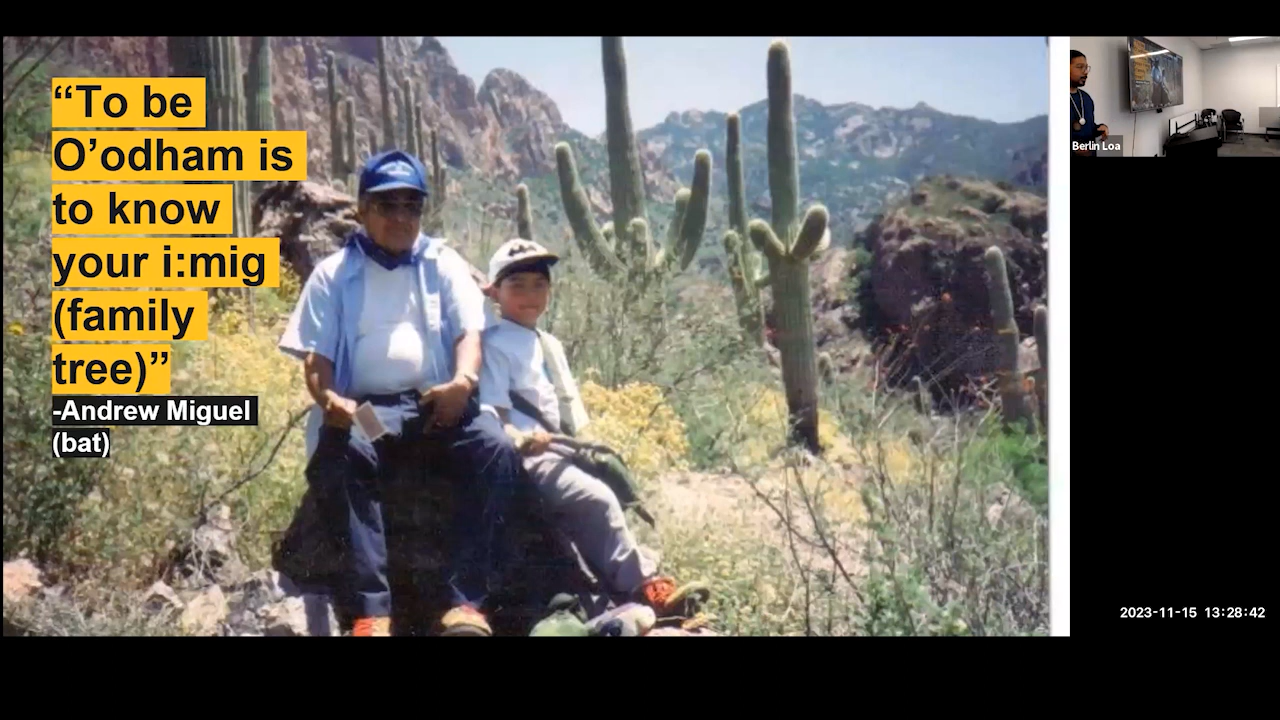 “To be
O’odham is
to know
your i:mig
(family
tree)”
-Andrew Miguel
(bat)
Berlin Loa
2023-11-15 13:28:42